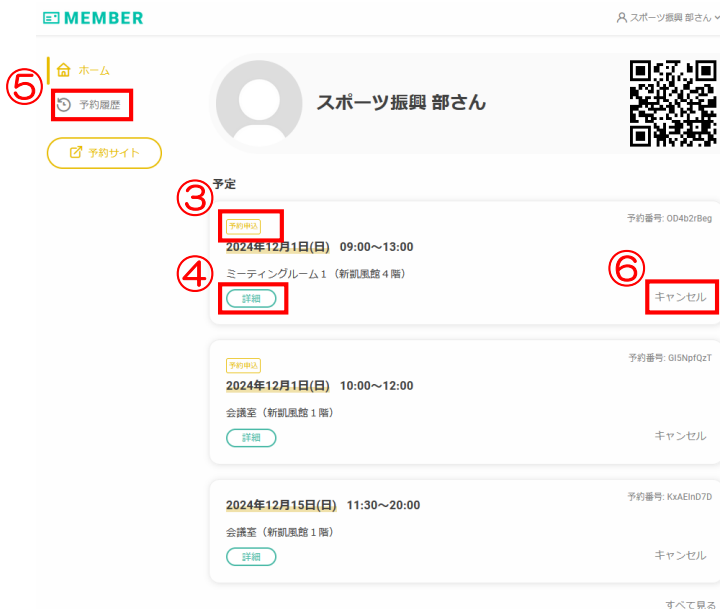 MEMBER
スポーツ振興 部さん
ホーム
⑤
予約履歴
予約サイト
スポーツ振興 部さん
予定
③
予約申込
予約番号: OD4b2rBeg
2024年12月1日(日) 09:00～13:00
ミーティングルーム１（新凱風館４階）
④
詳細
⑥
キャンセル
予約申込
予約番号: GI5NpfQzT
2024年12月1日(日) 10:00～12:00
会議室（新凱風館１階）
詳細
キャンセル
予約番号: KxAEInD7D
2024年12月15日(日) 11:30～20:00
会議室（新凱風館１階）
詳細
キャンセル
すべて見る